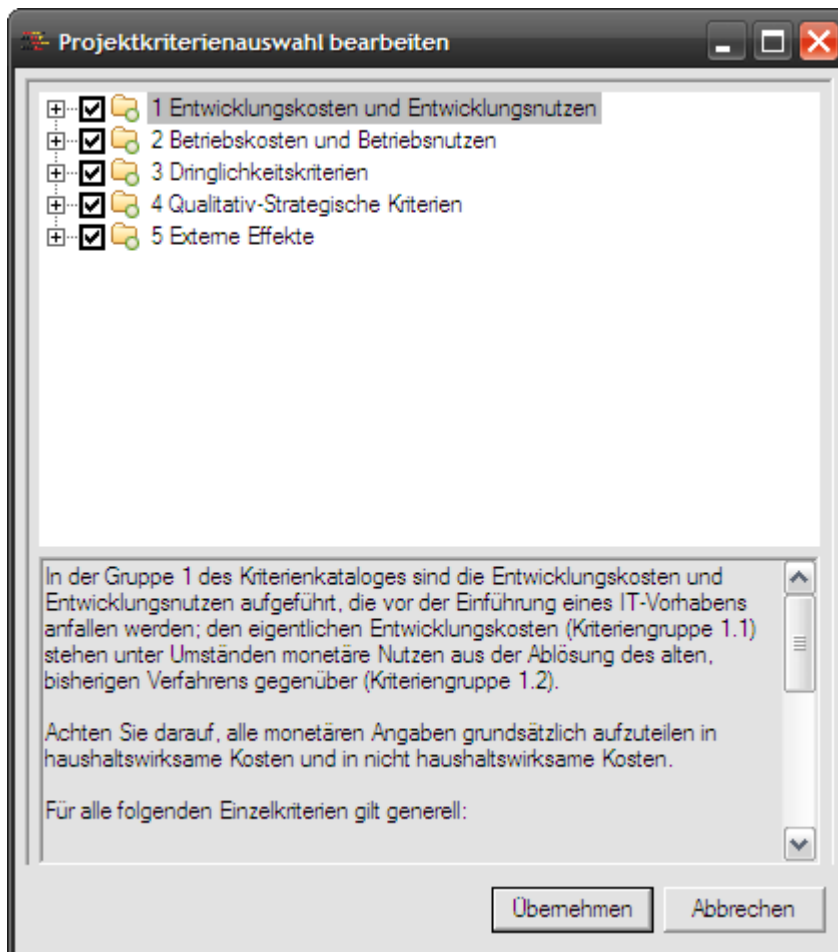 Projektkriterienauswahl bearbeiten
1 Entwicklungskosten und Entwicklungsnutzen
2 Betriebskosten und Betriebsnutzen
3 Dringlichkeitskriterien
4 Qualitativ-Strategische Kriterien
5 Externe Effekte
In der Gruppe 1 des Kriterienkataloges sind die Entwicklungskosten und
Entwicklungsnutzen aufgeführt, die vor der Einführung eines IT-Vorhabens
anfallen werden; den eigentlichen Entwicklungskosten (Kriteriengruppe 1.1)
stehen unter Umständen monetäre Nutzen aus der Ablösung des alten,
bisherigen Verfahrens gegenüber (Kriteriengruppe 1.2).
Achten Sie darauf, alle monetären Angaben grundsätzlich aufzuteilen in
haushaltswirksame Kosten und in nicht haushaltswirksame Kosten.
Für alle folgenden Einzelkriterien gilt generell:
Übernehmen
Abbrechen